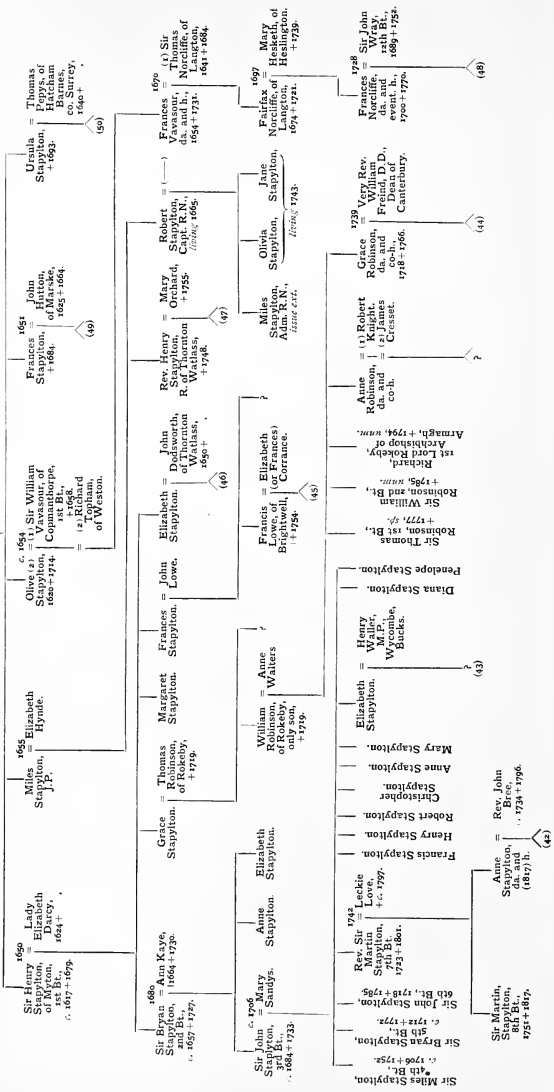 1650
Sir Henry
Stapylton,
of Myton,
1st Bt.,
c. 1617+1679.
=
Lady
Elizabeth
Darcy,
1624+
1655
Miles
Stapylton,
J.P.
=
Elizabeth
Hynde.
c. 1654
Olive (2)
Stapylton,
1620+1714.
= (1) Sir William
Vavasour, of
Copmanthorpe,
1st Bt.,
+1658.
= (2) Richard
Topham,
of Weston.
1651
Frances
Stapylton,
+1684.
=
John
Hutton,
of Marske,
1625+1664.
(49)
Ursula
Stapylton,
+1693.
=
Thomas
Pepys, of
Hatcham
Barnes,
co. Surrey,
1640+
(50)
1680
Sir Bryan
Stapylton,
2nd Bt.,
c. 1657+1727.
=
Ann Kaye,
1664+1730.
Grace
Stapylton.
=
Thomas
Robinson,
of Rokeby,
+1719.
Margaret
Stapylton.
Frances
Stapylton.
=
John
Lowe.
Elizabeth
Stapylton.
=
John
Dodsworth,
of Thornton
Watlass,
1650+
(46)
Rev. Henry
Stapylton,
R. of Thornton
Watlass,
+1748.
=
Mary
Orchard,
+1755.
(47)
Robert
Stapylton,
Capt. R.N.,
living 1665.
= (—)
1670
Frances
Vavasour,
da. and h.,
1654+1731.
=
(1) Sir
Thomas
Norcliffe, of
Langton,
1641+1684.
c. 1706
Sir John
Stapylton,
3rd Bt.,
c. 1684+1733.
=
Mary
Sandys.
Anne
Stapylton.
Elizabeth
Stapylton.
William
Robinson,
of Rokeby,
only son,
+1719.
=
Anne
Walters
?
Francis
Lowe, of
Brightwell,
+1754.
=
Elizabeth
(or Frances)
Corrance.
(45)
?
Miles
Stapylton,
Adm. R.N.,
issue ext.
Olivia
Stapylton,
Jane
Stapylton,
living 1743.
1697
Fairfax
Norcliffe, of
Langton,
1674+1721.
=
Mary
Hesketh, of
Heslington.
+1739.
*Sir Miles Stapylton,
4th Bt.,
c. 1706+1752.
Sir Bryan Stapylton,
5th Bt.,
c. 1712+1772.
Sir John Stapylton,
6th Bt., 1718+1785.
1742
Rev. Sir
Martin
Stapylton,
7th Bt.
1723+1801.
=
Leckie
Love,
+c. 1797.
Francis Stapylton.
Henry Stapylton.
Robert Stapylton.
Christopher
Stapylton.
Anne Stapylton.
Mary Stapylton.
Elizabeth
Stapylton.
=
Henry
Waller,
M.P.,
Wycombe,
Bucks.
?
(43)
Diana Stapylton.
Penelope Stapylton.
Sir Thomas
Robinson, 1st Bt.,
+1777, sp.
Sir William
Robinson, 2nd Bt.,
+1785, unm.
Richard,
1st Lord Rokeby,
Archbishop of
Armagh, +1794, unm.
Anne
Robinson,
da. and
co-h.
= (1) Robert
Knight.
= (2) James
Cresset.
?
1739
Grace
Robinson,
da. and
co-h.,
1718+1766.
=
Very Rev.
William
Freind, D.D.,
Dean of
Canterbury.
(44)
1728
Frances
Norcliffe,
da. and
event. h.,
1700+1770.
=
Sir John
Wray,
12th Bt.,
1689+1752.
(48)
Sir Martin
Stapylton,
8th Bt.,
1751+1817.
Anne
Stapylton,
da. and
(1817) h.
=
Rev. John
Bree,
c. 1734+1796.
(42)